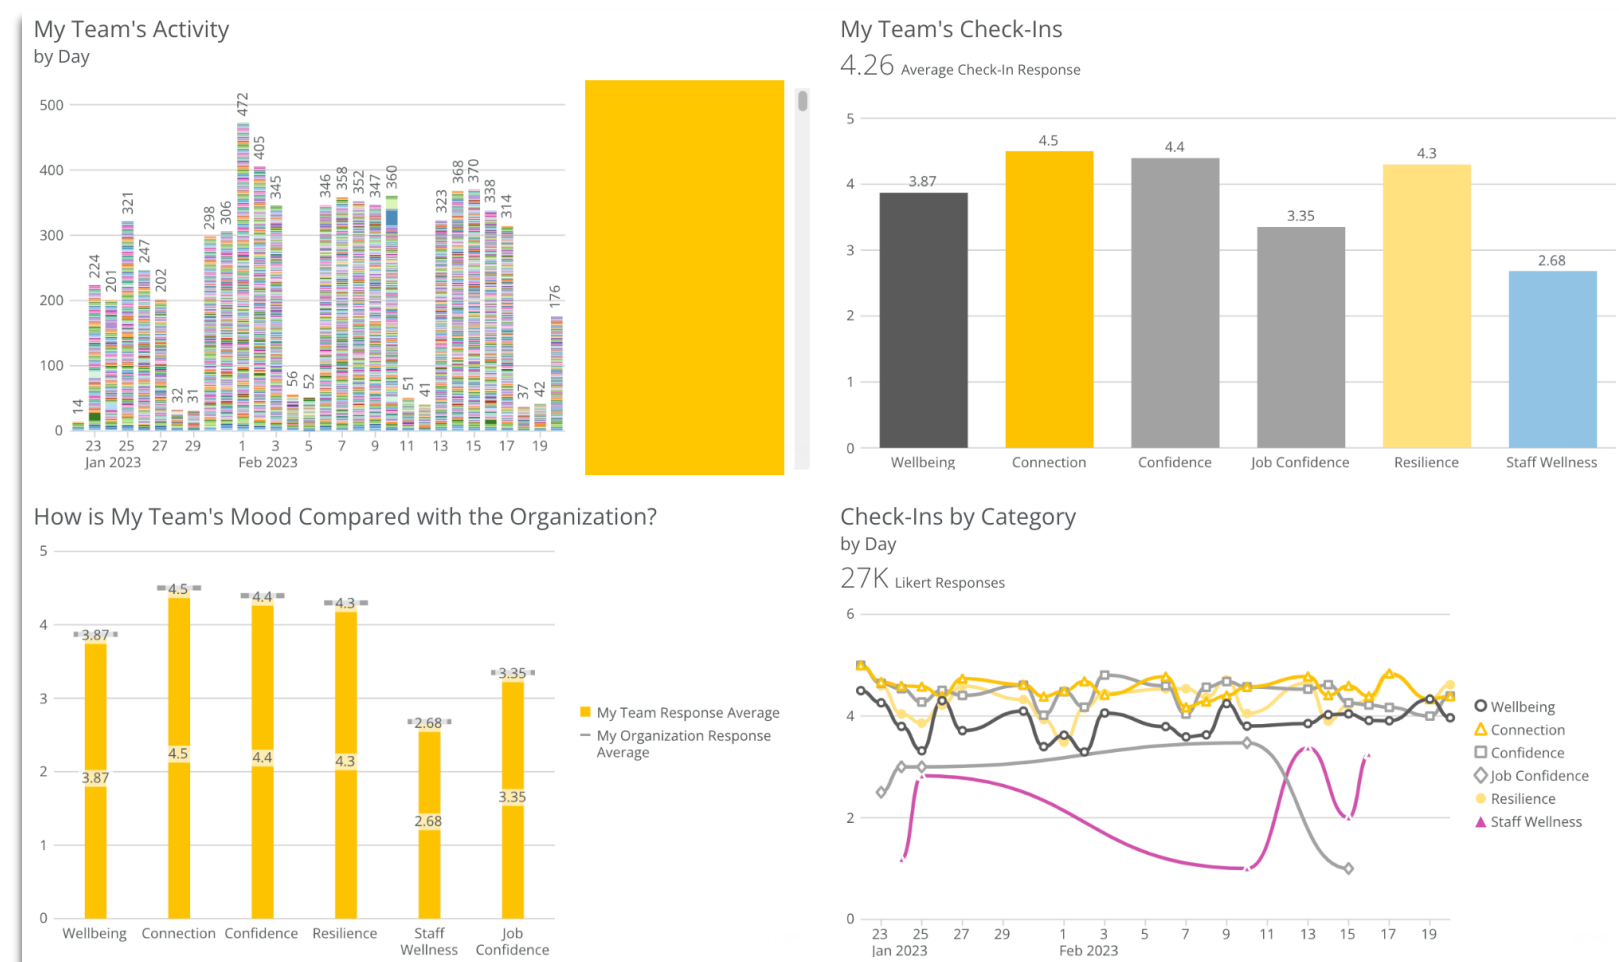 My Team's Activity
by Day
500
400
300
200
100
0
14
224
201
321
247
202
32
31
298
306
472
405
345
56
52
346
358
352
347
360
51
41
323
368
370
338
314
37
42
176
23 25 27 29 1 3 5 7 9 11 13 15 17 19
Jan 2023 Feb 2023
My Team's Check-Ins
4.26 Average Check-In Response
5
4
3
2
1
0
3.87
4.5
4.4
3.35
4.3
2.68
Wellbeing Connection Confidence Job Confidence Resilience Staff Wellness
How is My Team's Mood Compared with the Organization?
5
4
3
2
1
0
3.87 4.5 4.4 4.3 2.68 3.35
3.87 4.5 4.4 4.3 2.68 3.35
Wellbeing Connection Confidence Resilience Staff Job
Wellness Confidence
My Team Response Average
My Organization Response
Average
Check-Ins by Category
by Day
27K Likert Responses
6
4
2
0
23 25 27 29 1 3 5 7 9 11 13 15 17 19
Jan 2023 Feb 2023
Wellbeing
Connection
Confidence
Job Confidence
Resilience
Staff Wellness